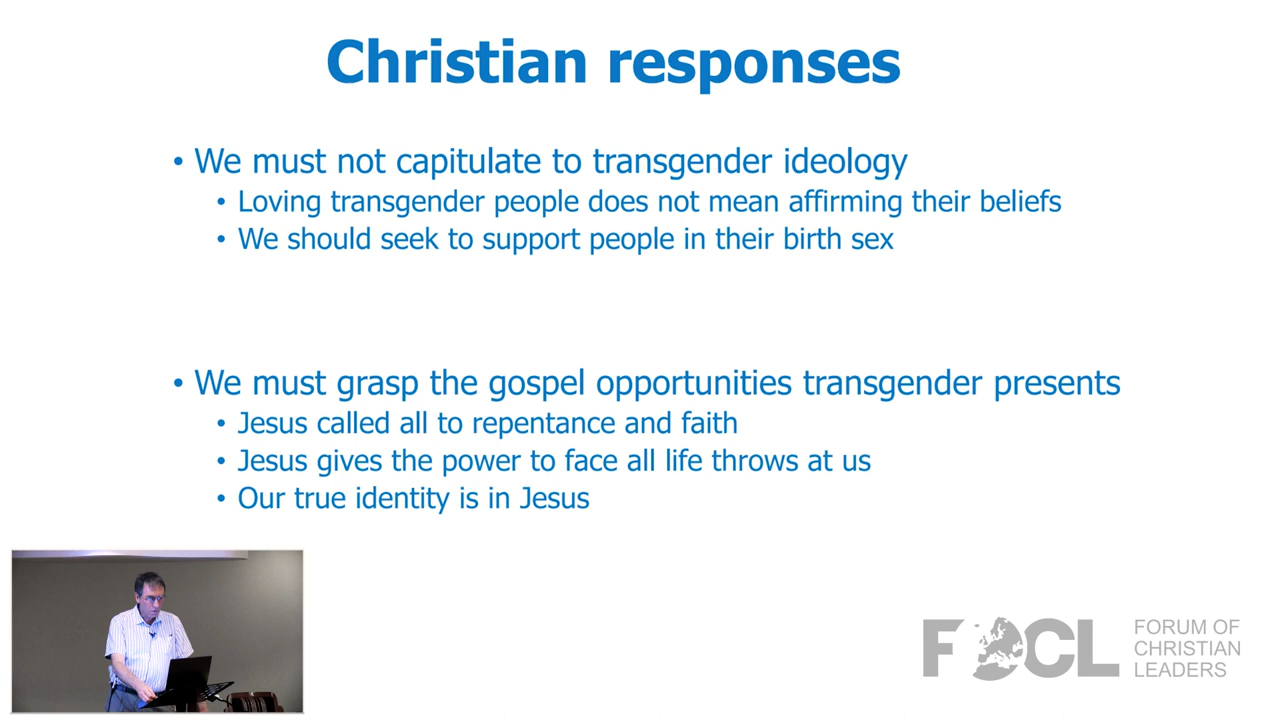 Christian responses
• We must not capitulate to transgender ideology
• Loving transgender people does not mean affirming their beliefs
• We should seek to support people in their birth sex
• We must grasp the gospel opportunities transgender presents
• Jesus called all to repentance and faith
• Jesus gives the power to face all life throws at us
• Our true identity is in Jesus
FOCL
FORUM OF
CHRISTIAN
LEADERS